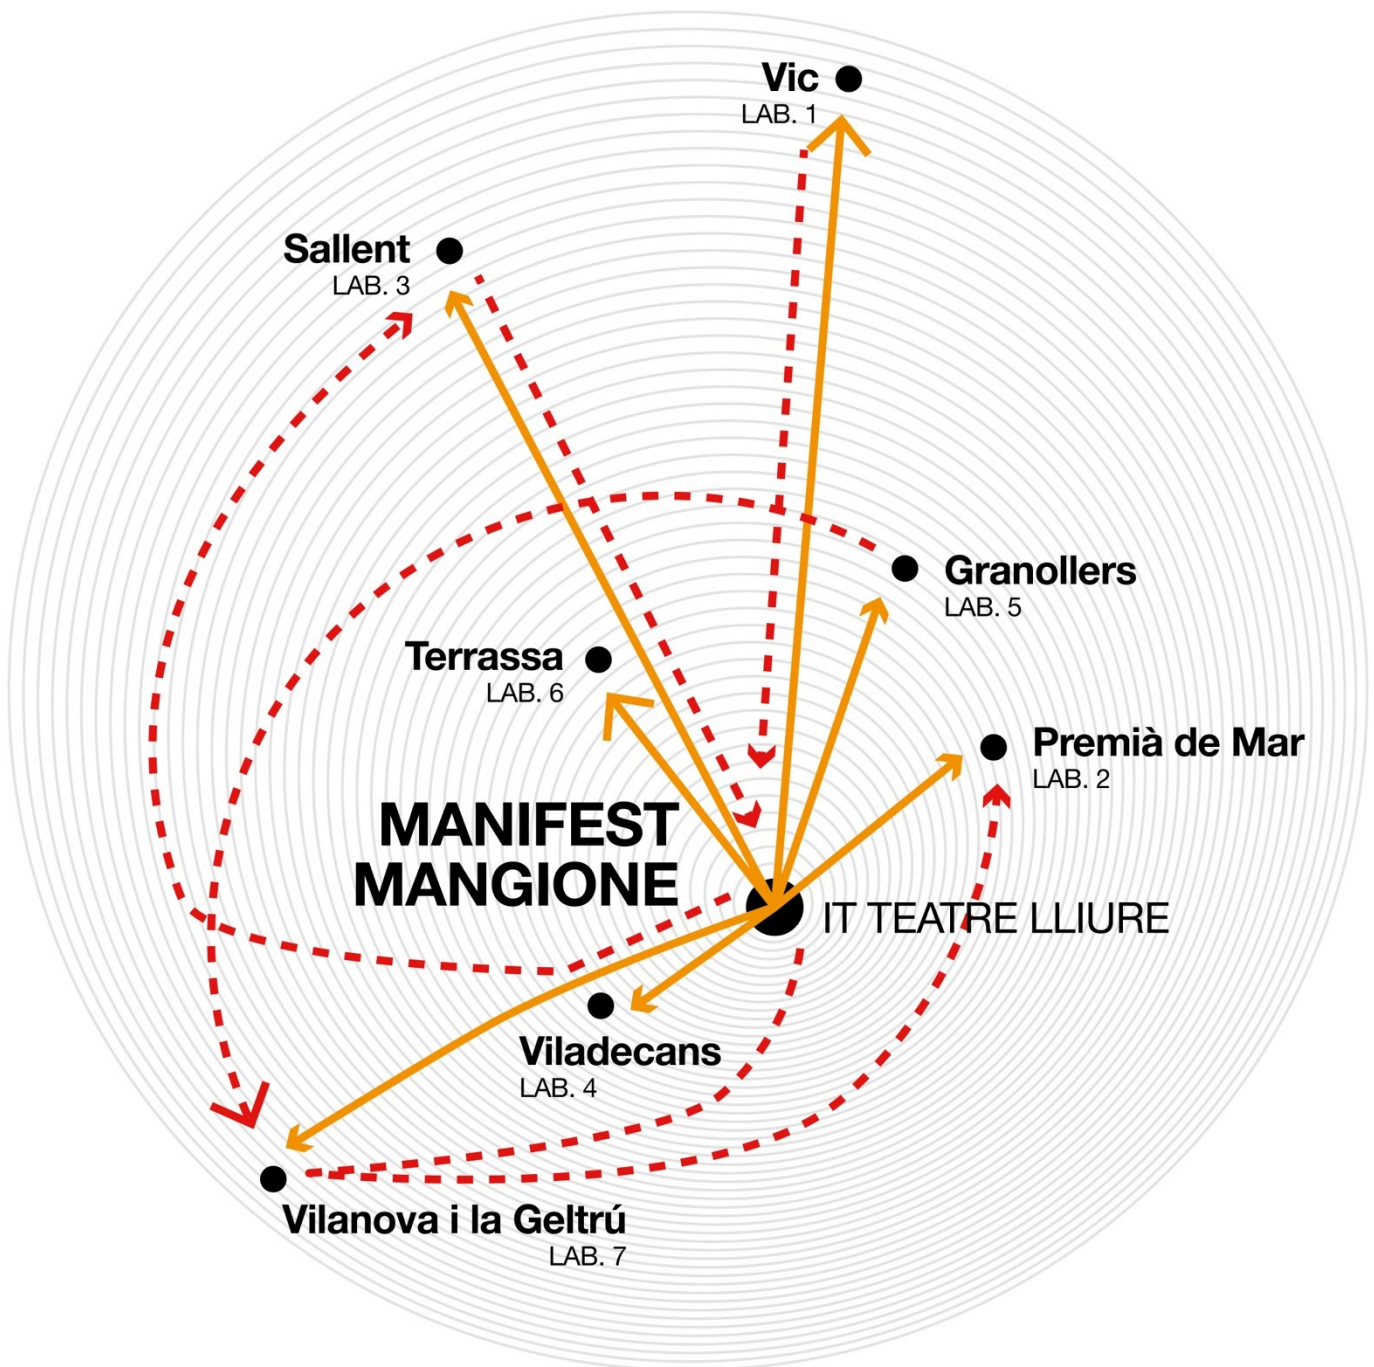 Vic
LAB. 1
Sallent
LAB. 3
Granollers
LAB. 5
Terrassa
LAB. 6
Premià de Mar
LAB. 2
MANIFEST
MANGIONE
IT TEATRE LLIURE
Viladecans
LAB. 4
Vilanova i la Geltrú
LAB. 7